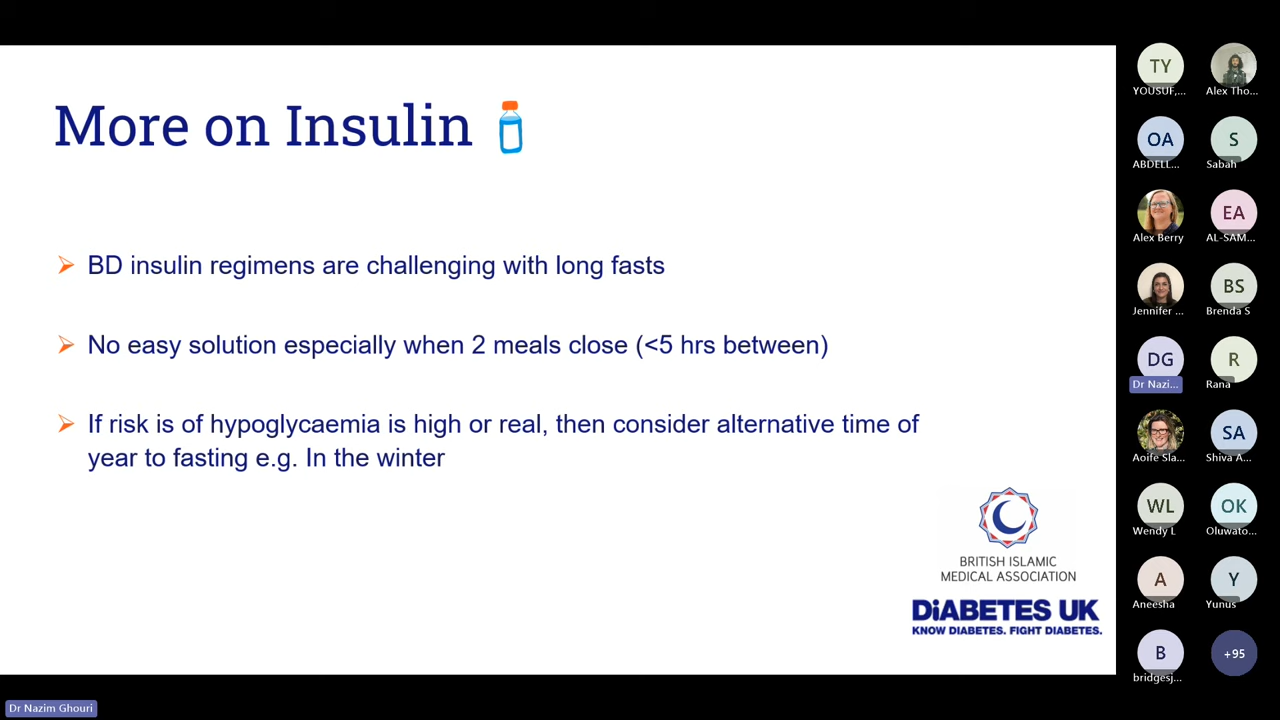 More on Insulin
BD insulin regimens are challenging with long fasts
No easy solution especially when 2 meals close (<5 hrs between)
If risk is of hypoglycaemia is high or real, then consider alternative time of
year to fasting e.g. In the winter
BRITISH ISLAMIC
MEDICAL ASSOCIATION
DiABETES UK
KNOW DIABETES. FIGHT DIABETES.
TY
YOUSUF,...
Alex Tho...
OA
ABDELL...
S
Sabah
Alex Berry
EA
AL-SAM...
Jennifer ...
BS
Brenda S
DG
Dr Nazi...
R
Rana
Aoife Sla...
SA
Shiva A...
WL
Wendy L
OK
Oluwato...
A
Aneesha
Y
Yunus
B
bridgesj...
+95
Dr Nazim Ghouri